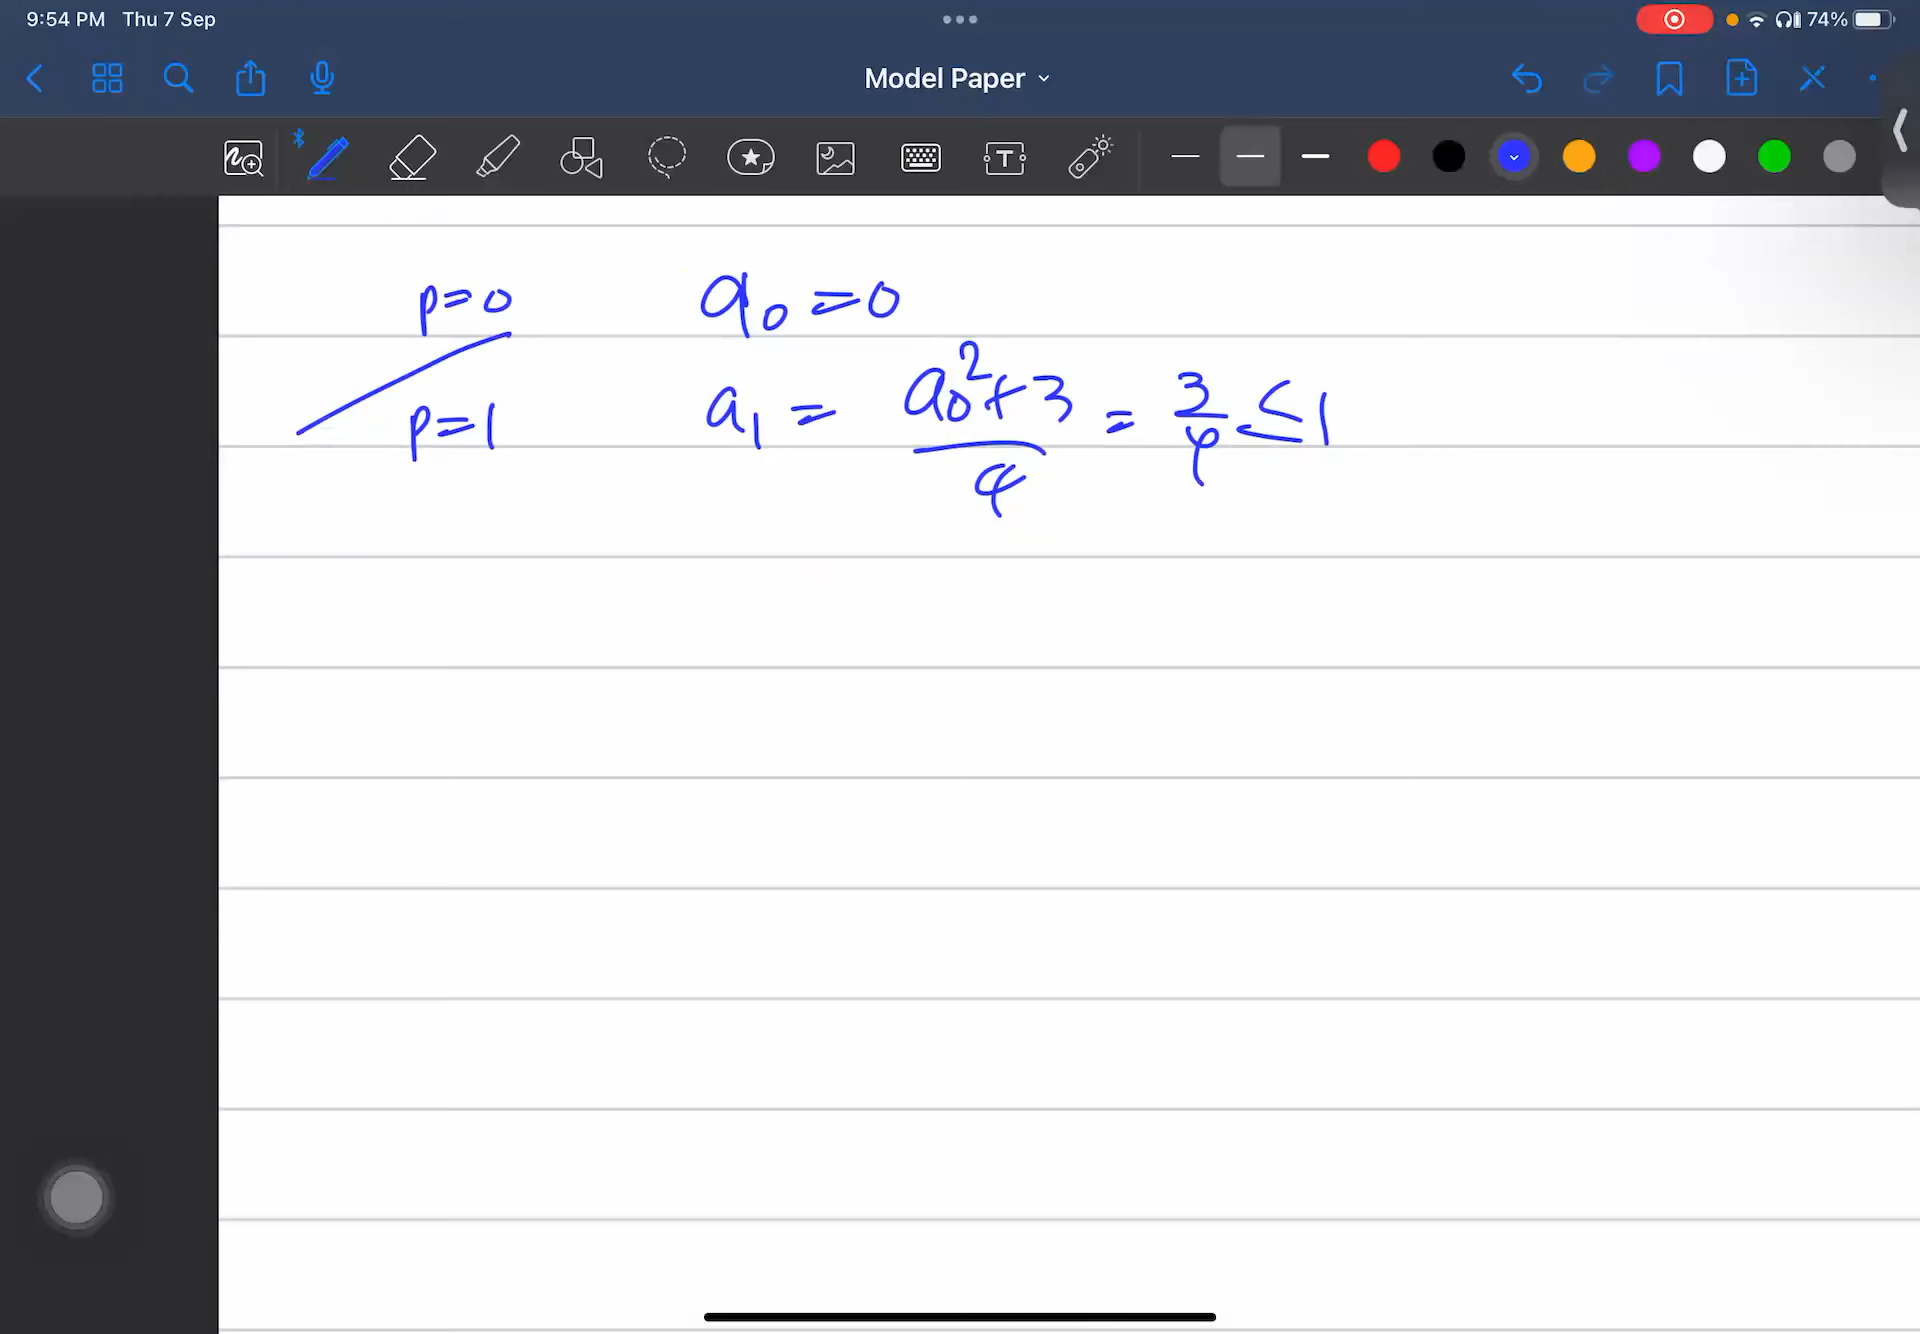 9:54 PM Thu 7 Sep 74%
Model Paper
T
p=0 a₀ =0
p=1 a₁ = a₀²+3 / 4 = 3/4 ≤ 1